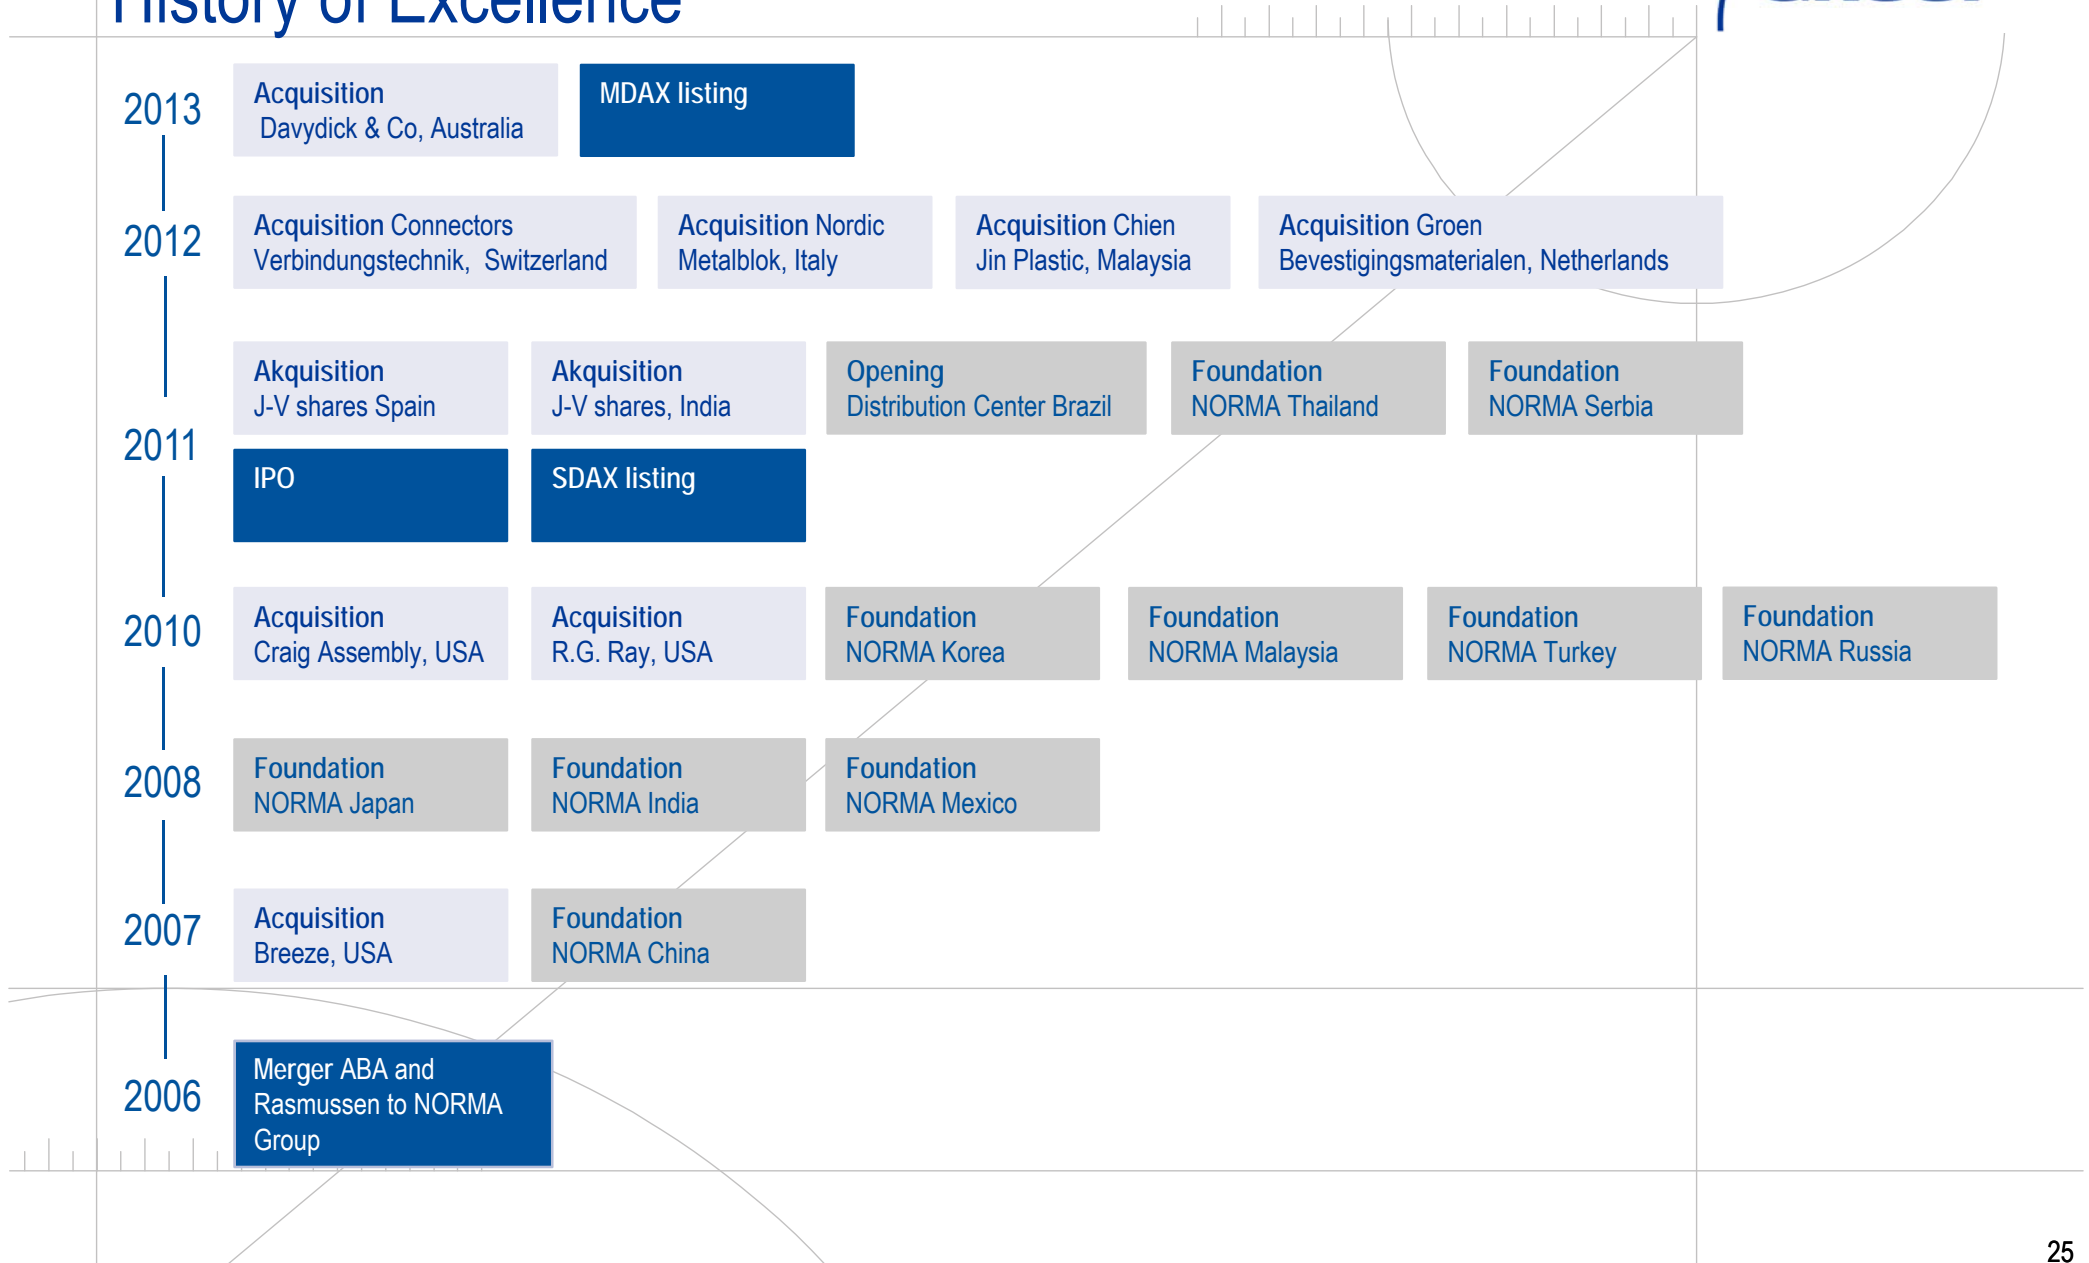 History of Excellence
2013
Acquisition
Davydick & Co, Australia
MDAX listing
2012
Acquisition Connectors
Verbindungstechnik, Switzerland
Acquisition Nordic
Metalblok, Italy
Acquisition Chien
Jin Plastic, Malaysia
Acquisition Groen
Bevestigingsmaterialen, Netherlands
2011
Akquisition
J-V shares Spain
Akquisition
J-V shares, India
Opening
Distribution Center Brazil
Foundation
NORMA Thailand
Foundation
NORMA Serbia
IPO
SDAX listing
2010
Acquisition
Craig Assembly, USA
Acquisition
R.G. Ray, USA
Foundation
NORMA Korea
Foundation
NORMA Malaysia
Foundation
NORMA Turkey
Foundation
NORMA Russia
2008
Foundation
NORMA Japan
Foundation
NORMA India
Foundation
NORMA Mexico
2007
Acquisition
Breeze, USA
Foundation
NORMA China
2006
Merger ABA and
Rasmussen to NORMA
Group
25